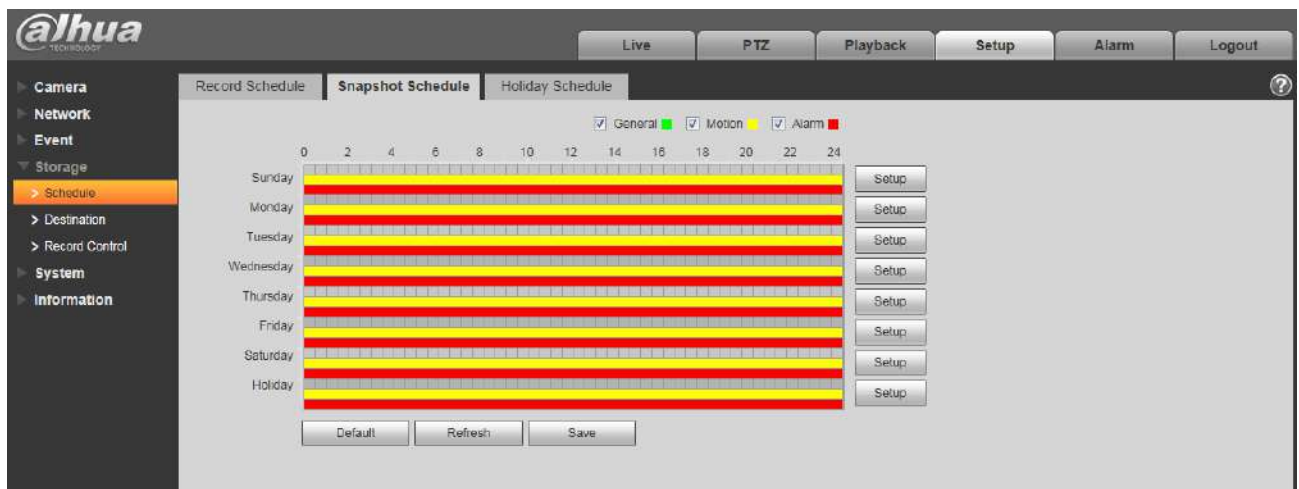 alhua
TECHNOLOGY
Live PTZ Playback Setup Alarm Logout
Camera
Network
Event
Storage
> Schedule
> Destination
> Record Control
System
Information
Record Schedule Snapshot Schedule Holiday Schedule ?
General Motion Alarm
0 2 4 6 8 10 12 14 16 18 20 22 24
Sunday Setup
Monday Setup
Tuesday Setup
Wednesday Setup
Thursday Setup
Friday Setup
Saturday Setup
Holiday Setup
Default Refresh Save